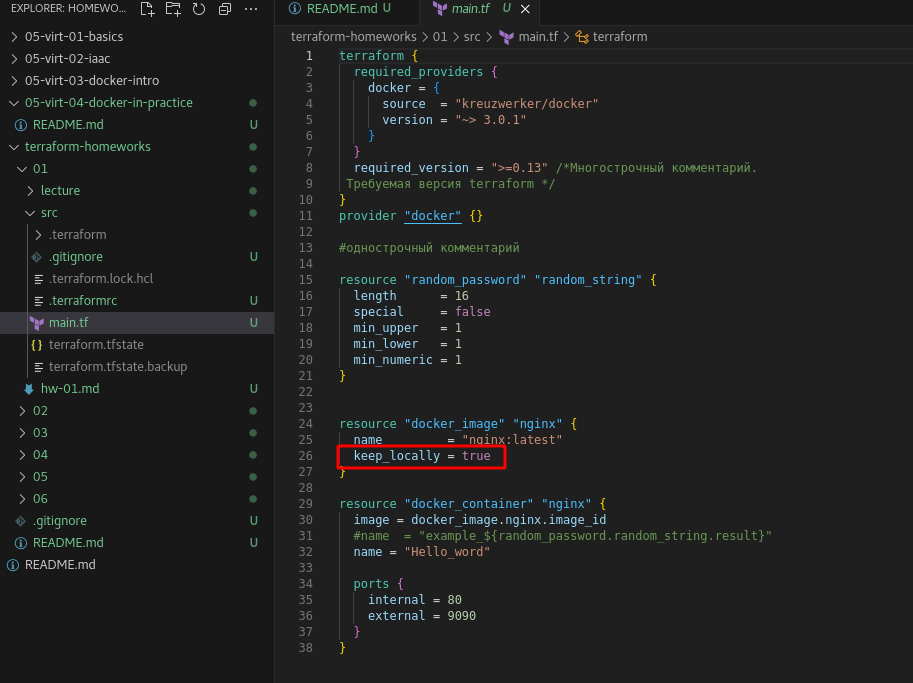 EXPLORER: HOMEWO...
05-virt-01-basics
05-virt-02-iaac
05-virt-03-docker-intro
05-virt-04-docker-in-practice
README.md U
terraform-homeworks
01
lecture
src
.terraform
.gitignore U
.terraform.lock.hcl
.terraformrc U
main.tf U
terraform.tfstate
terraform.tfstate.backup
hw-01.md U
02
03
04
05
06
.gitignore U
README.md U
README.md
README.md U
main.tf U
terraform-homeworks > 01 > src > main.tf > terraform
1 terraform {
2   required_providers {
3     docker = {
4       source  = "kreuzwerker/docker"
5       version = "~> 3.0.1"
6     }
7   }
8   required_version = ">=0.13" /*Многострочный комментарий.
9  Требуемая версия terraform */
10 }
11 provider "docker" {}
12
13 #однострочный комментарий
14
15 resource "random_password" "random_string" {
16   length      = 16
17   special     = false
18   min_upper   = 1
19   min_lower   = 1
20   min_numeric = 1
21 }
22
23
24 resource "docker_image" "nginx" {
25   name         = "nginx:latest"
26   keep_locally = true
27 }
28
29 resource "docker_container" "nginx" {
30   image = docker_image.nginx.image_id
31   #name  = "example_${random_password.random_string.result}"
32   name = "Hello_word"
33
34   ports {
35     internal = 80
36     external = 9090
37   }
38 }